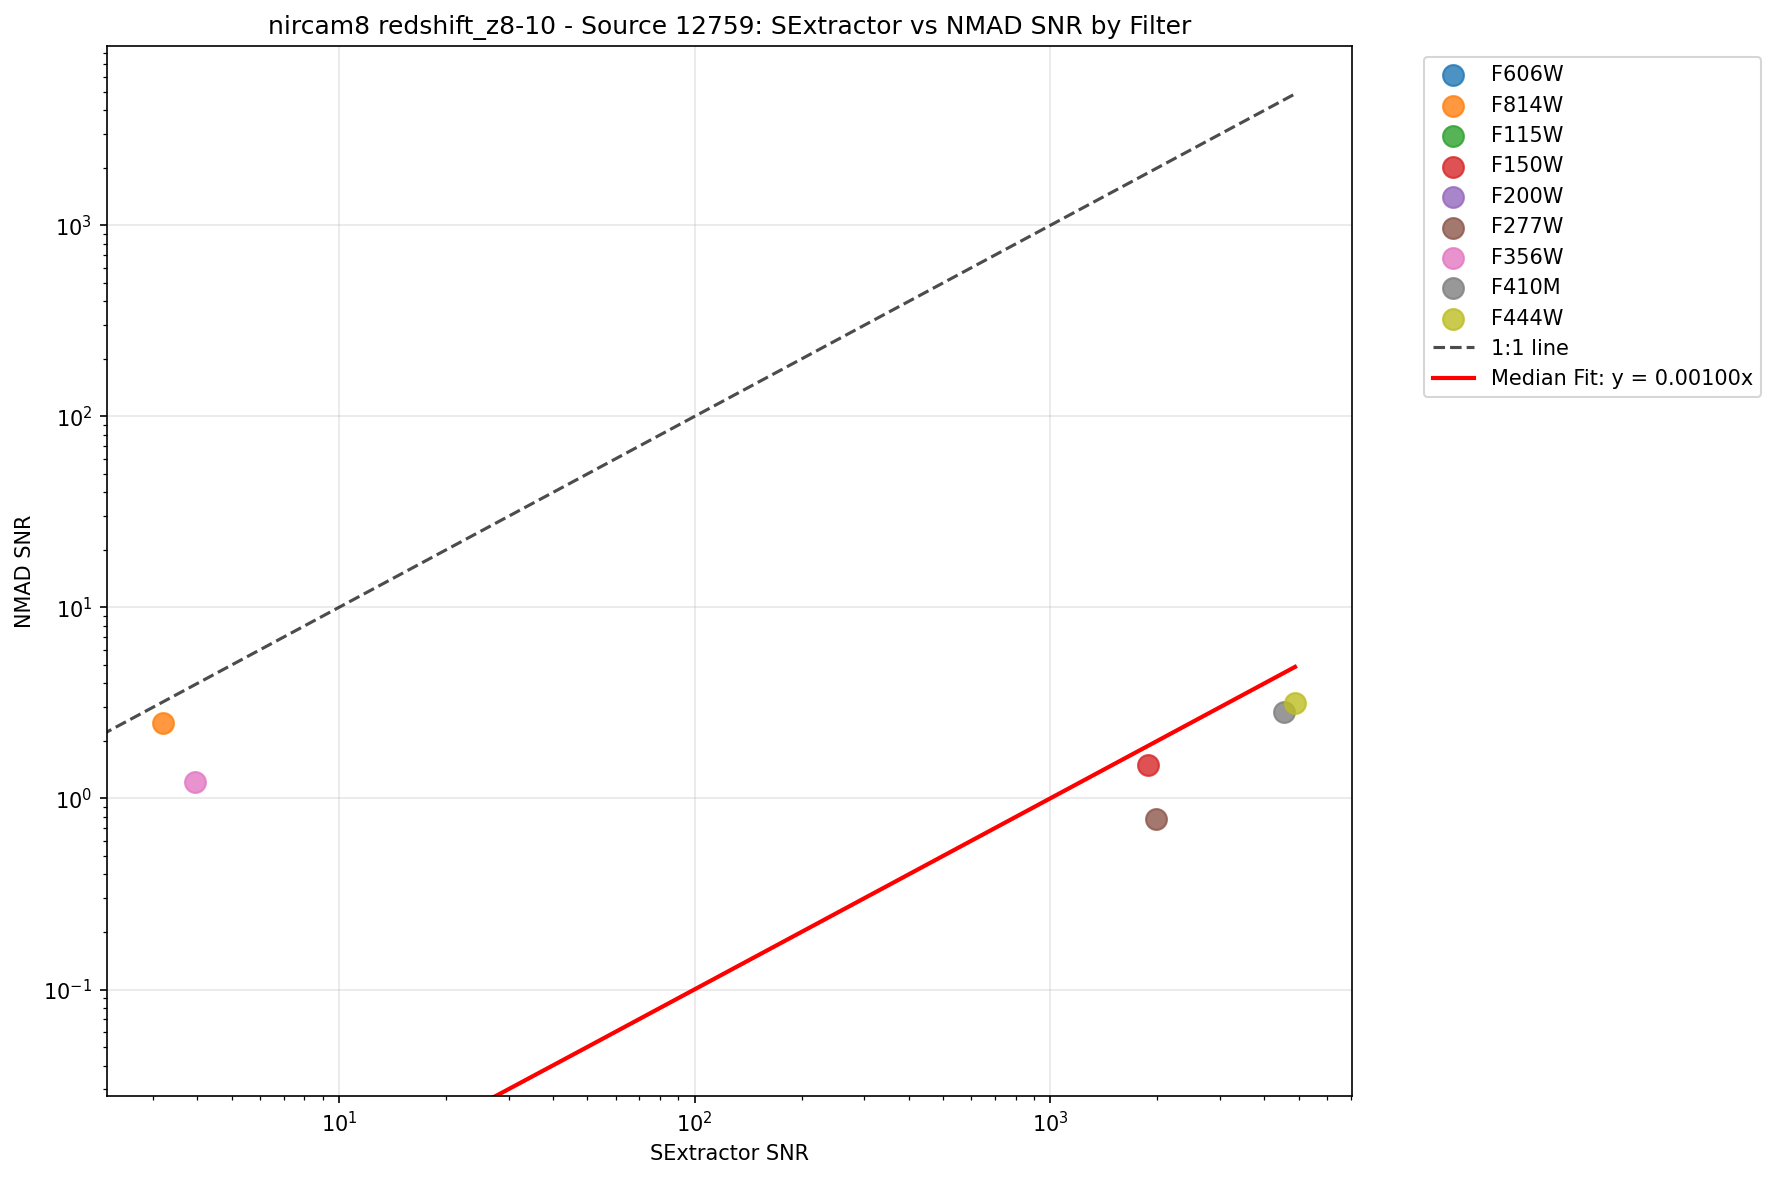 nircam8 redshift_z8-10 - Source 12759: SExtractor vs NMAD SNR by Filter
F606W
F814W
F115W
F150W
F200W
F277W
F356W
F410M
F444W
1:1 line
Median Fit: y = 0.00100x
NMAD SNR
10³
10²
10¹
10⁰
10⁻¹
10¹ 10² 10³
SExtractor SNR